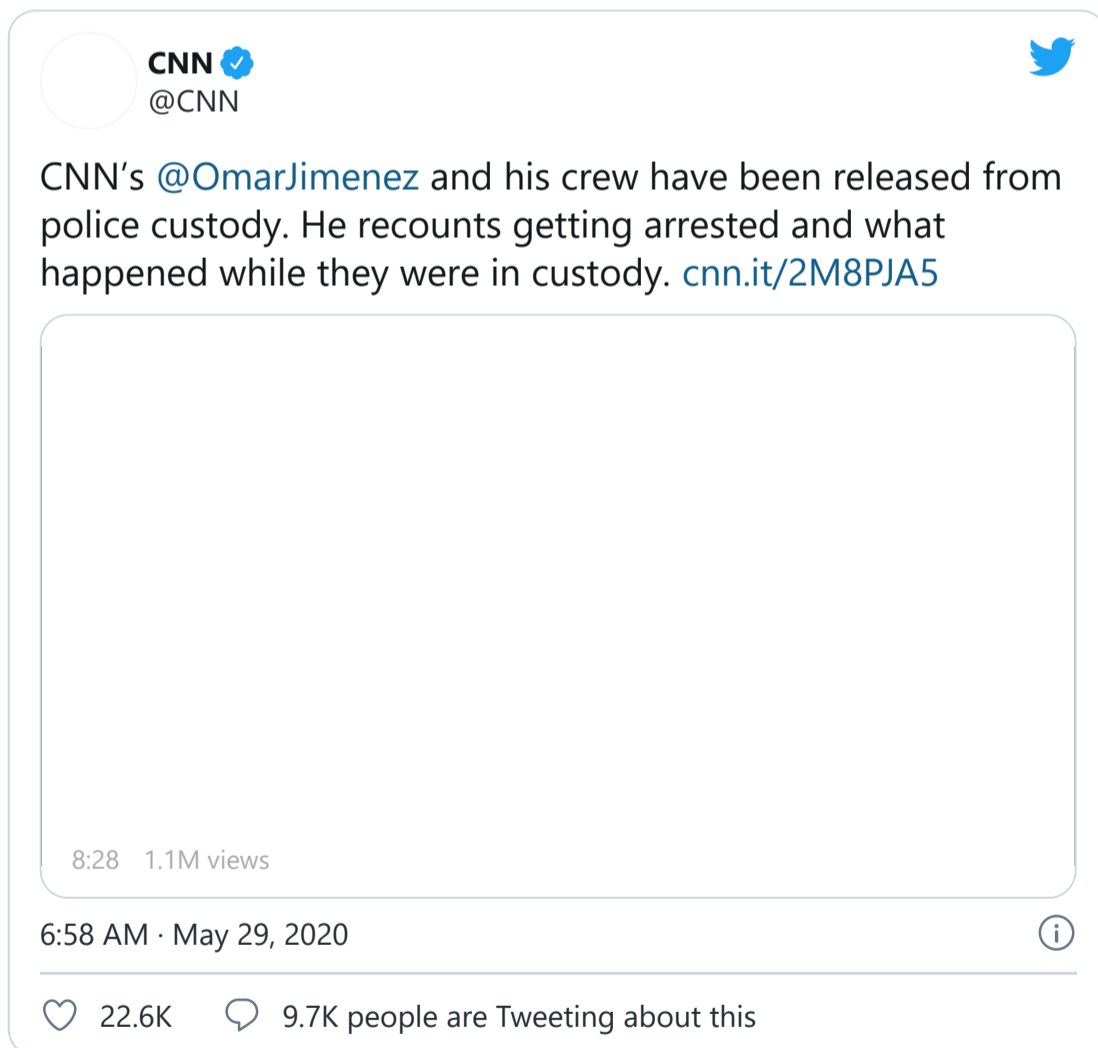 CNN
@CNN
CNN’s @OmarJimenez and his crew have been released from
police custody. He recounts getting arrested and what
happened while they were in custody. cnn.it/2M8PJA5
8:28 1.1M views
6:58 AM · May 29, 2020
22.6K 9.7K people are Tweeting about this